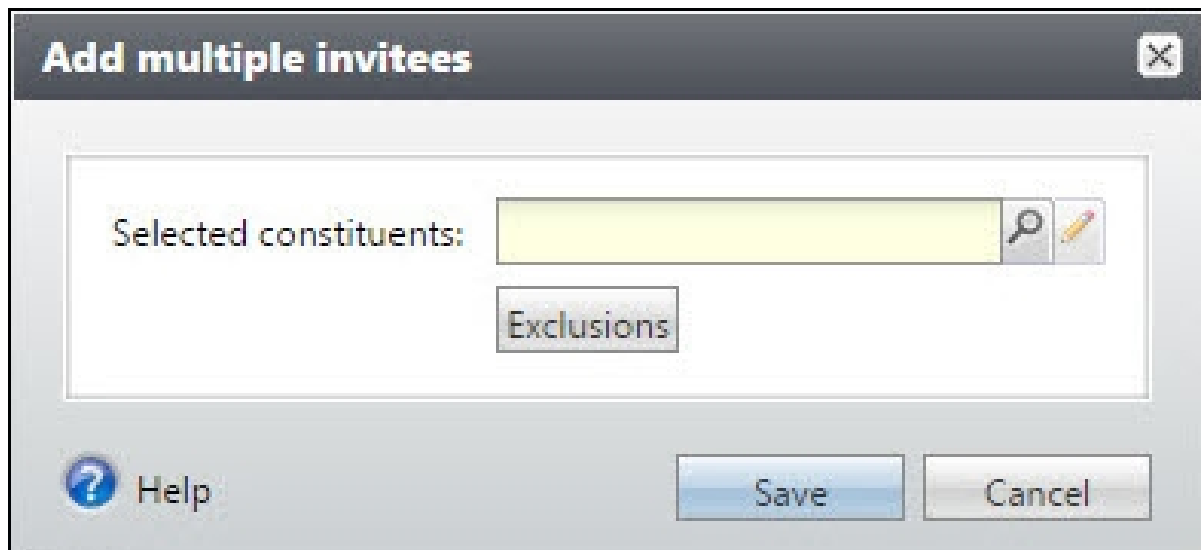 Add multiple invitees
Selected constituents:
Exclusions
Help
Save
Cancel